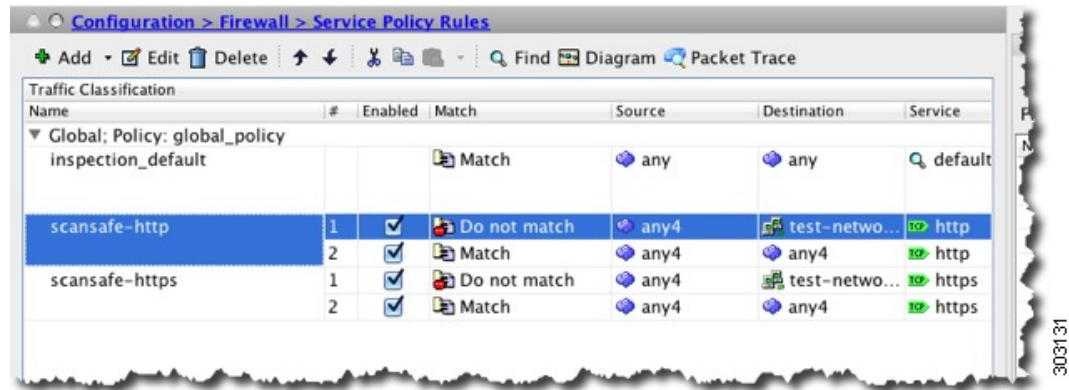 Configuration > Firewall > Service Policy Rules
Add Edit Delete Find Diagram Packet Trace
Traffic Classification
Name # Enabled Match Source Destination Service
Global; Policy: global_policy
inspection_default Match any any default
scansafe-http 1 Do not match any4 test-netwo... http
2 Match any4 any4 http
scansafe-https 1 Do not match any4 test-netwo... https
2 Match any4 any4 https
303131